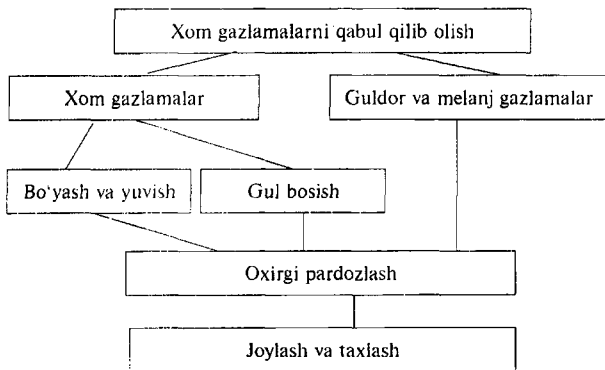 Xom gazlamalarni qabul qilib olish
Xom gazlamalar
Guldor va melanj gazlamalar
Bo‘yash va yuvish
Gul bosish
Oxirgi pardozlash
Joylash va taxlash